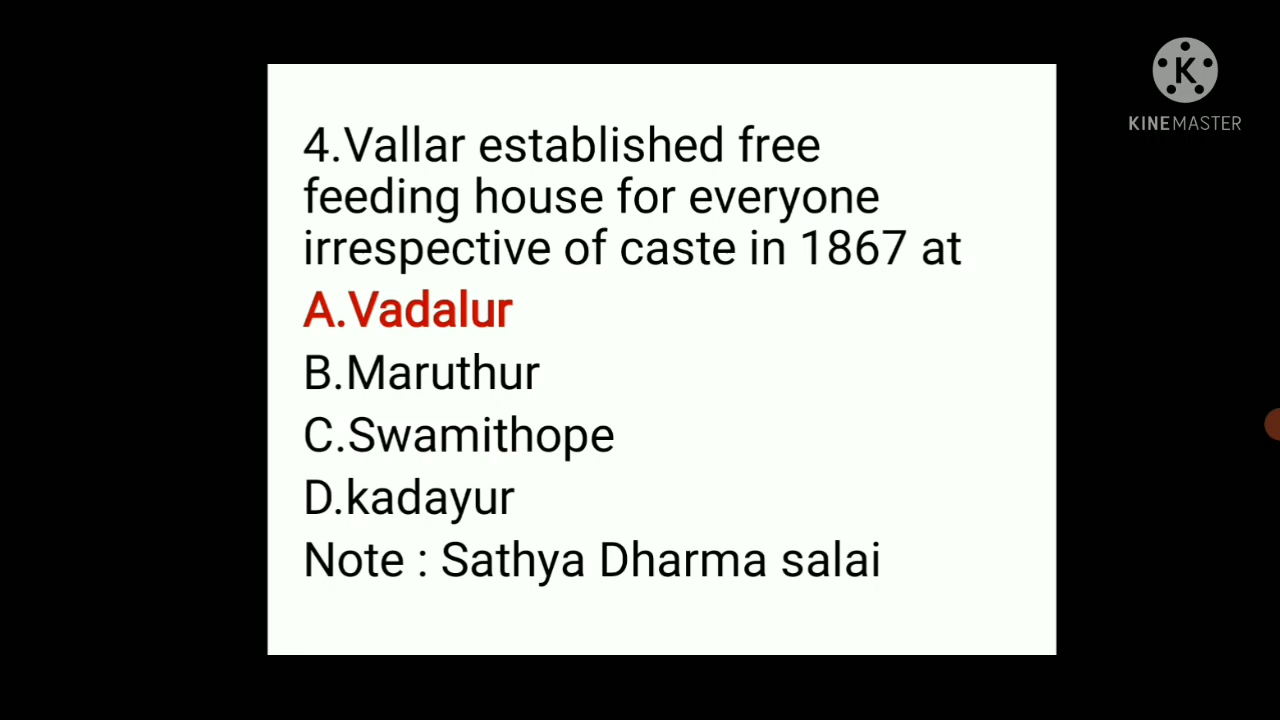 4.Vallar established free
feeding house for everyone
irrespective of caste in 1867 at
A.Vadalur
B.Maruthur
C.Swamithope
D.kadayur
Note : Sathya Dharma salai
K
KINEMASTER